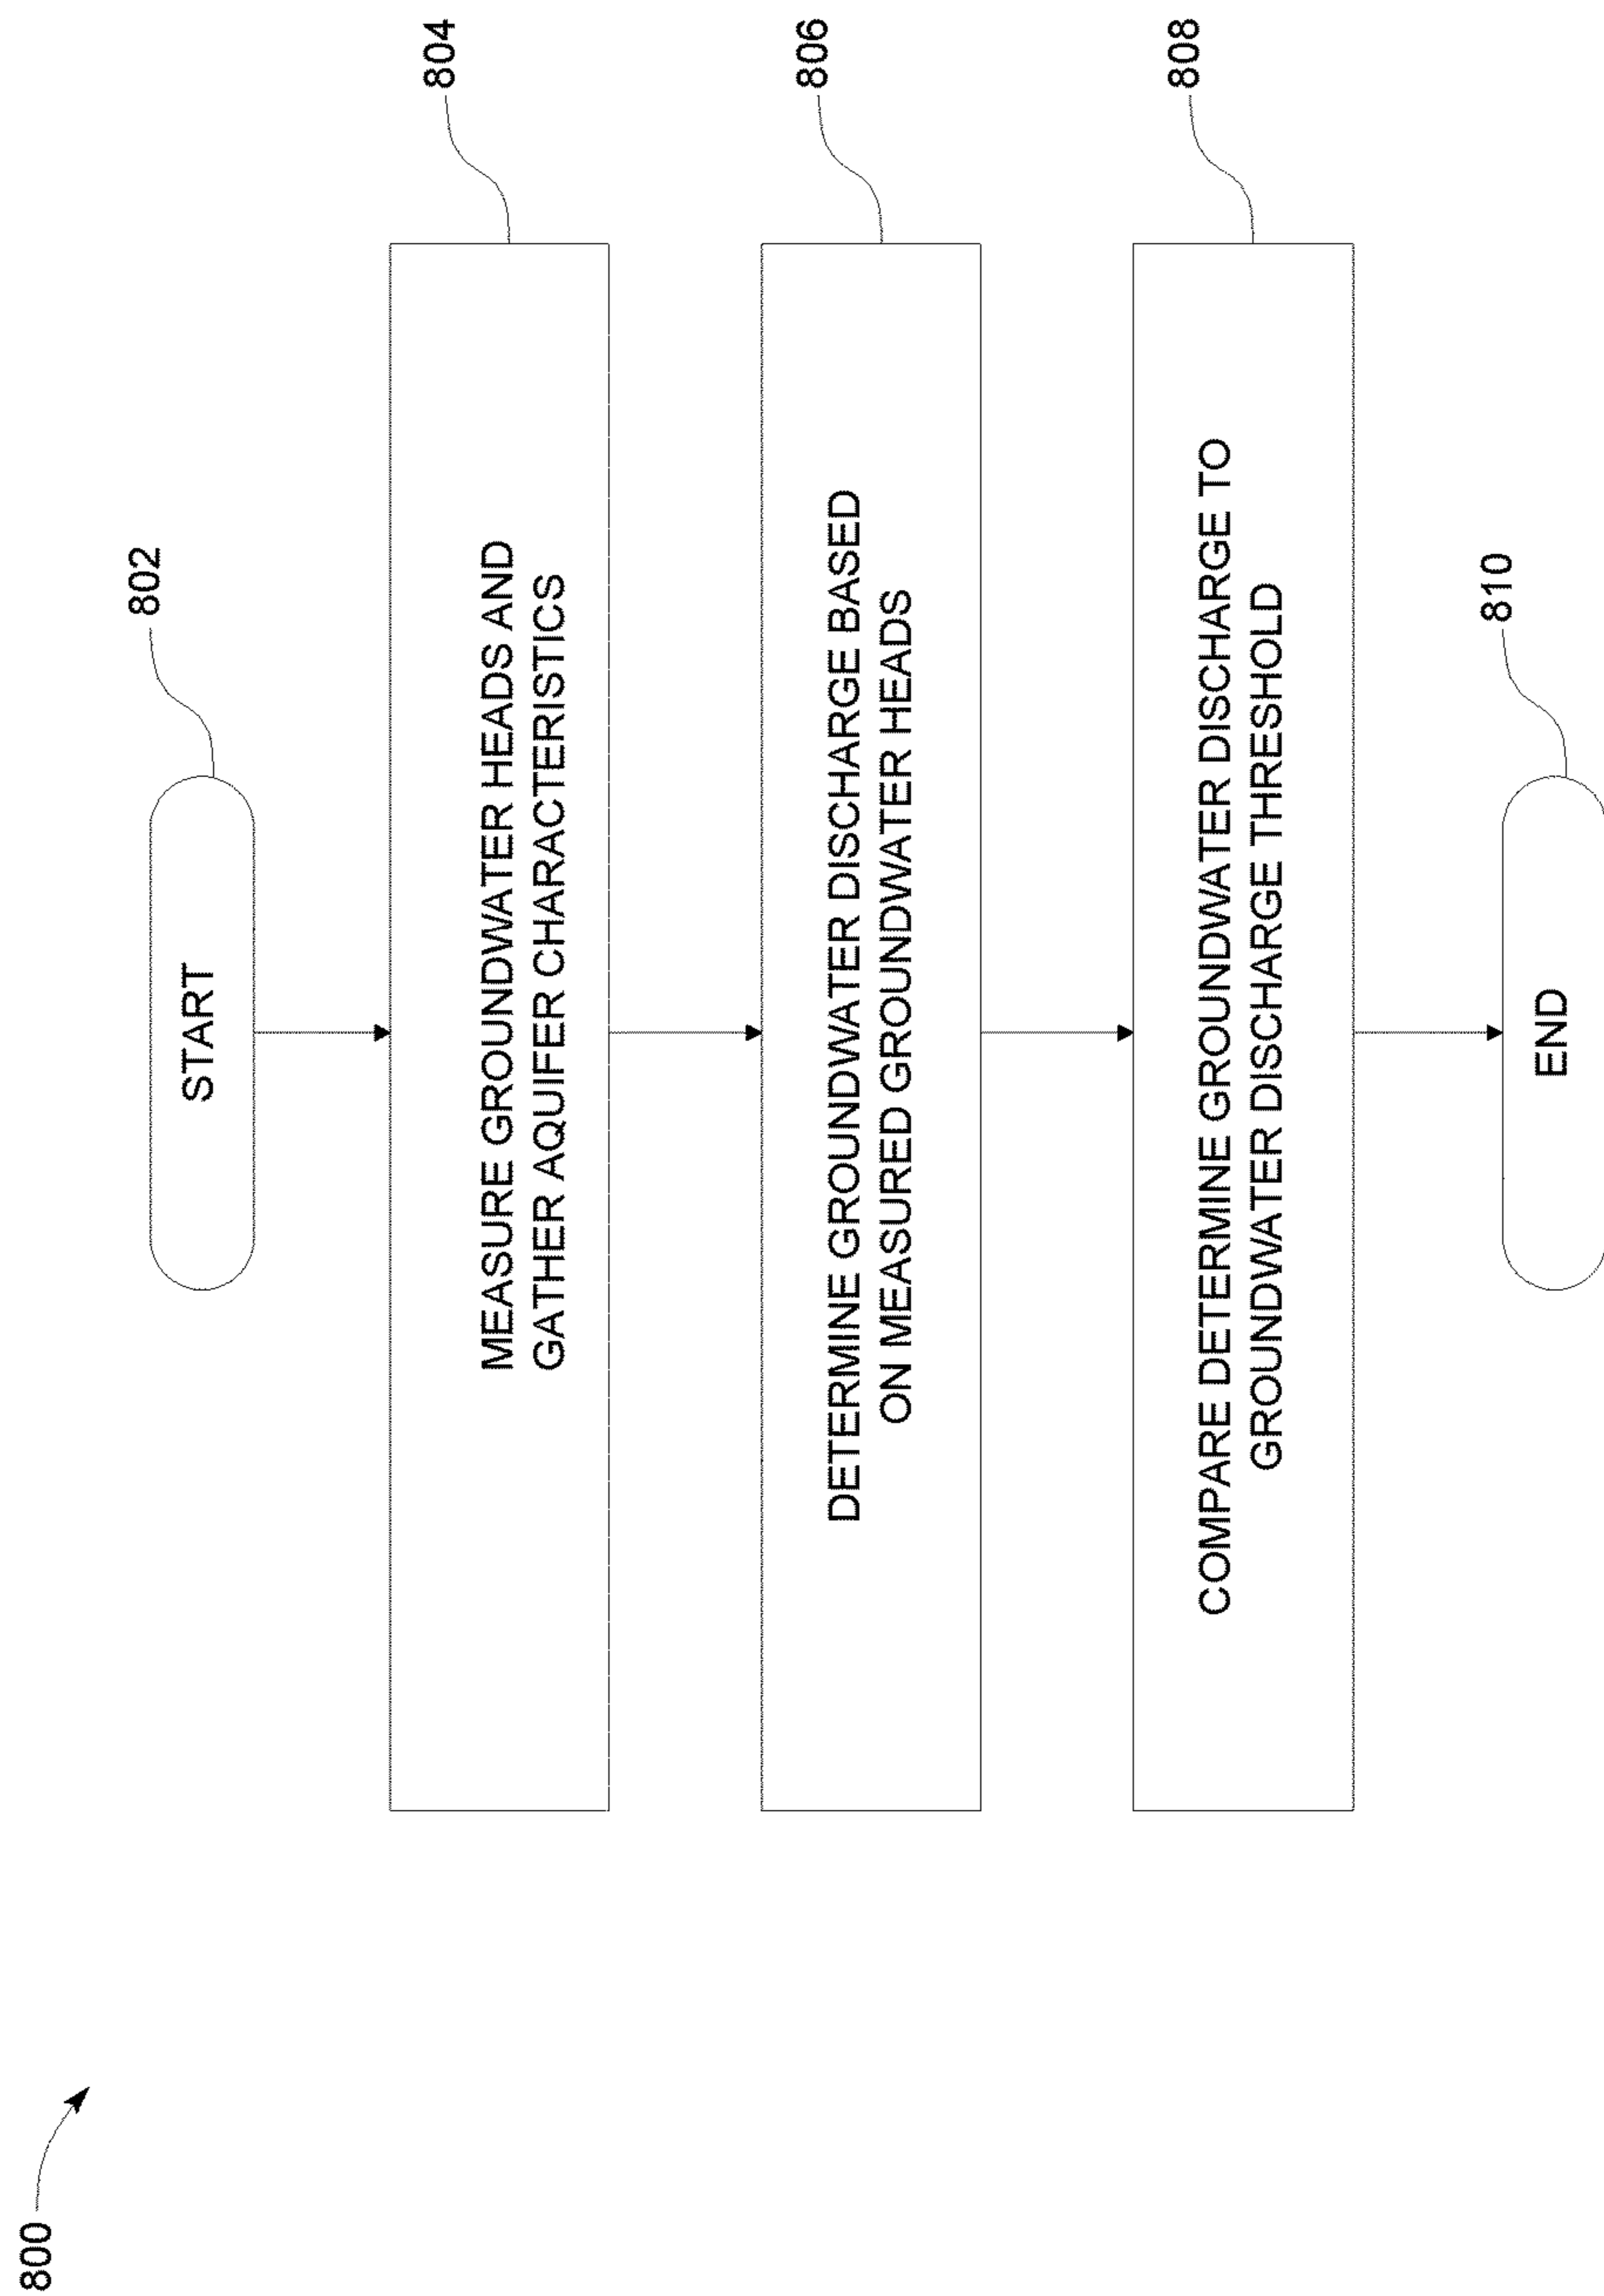 800
START
802
MEASURE GROUNDWATER HEADS AND
GATHER AQUIFER CHARACTERISTICS
804
DETERMINE GROUNDWATER DISCHARGE BASED
ON MEASURED GROUNDWATER HEADS
806
COMPARE DETERMINE GROUNDWATER DISCHARGE TO
GROUNDWATER DISCHARGE THRESHOLD
808
END
810